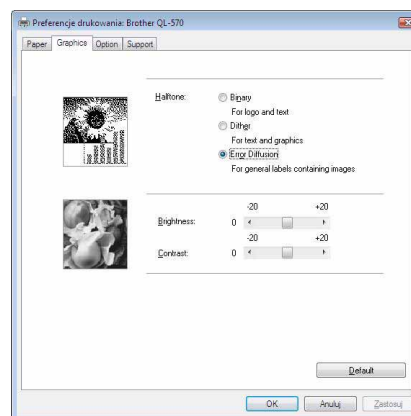 Preferencje drukowania: Brother QL-570
Paper Graphics Option Support
Halftone: Binary
For logo and text
Dither
For text and graphics
Error Diffusion
For general labels containing images
-20 +20
Brightness: 0
-20 +20
Contrast: 0
Default
OK Anuluj Zastosuj